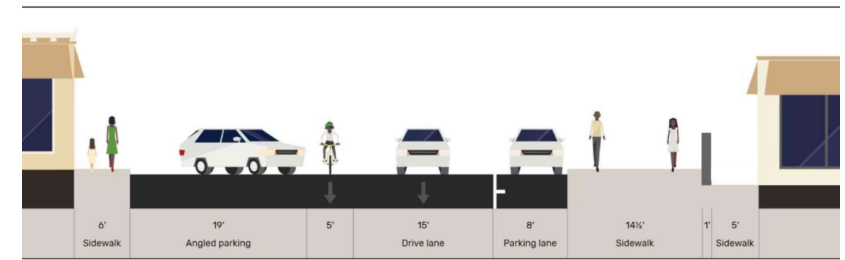 6' 19' 5' 15' 8' 14½' 1' 5'
Sidewalk Angled parking Drive lane Parking lane Sidewalk Sidewalk